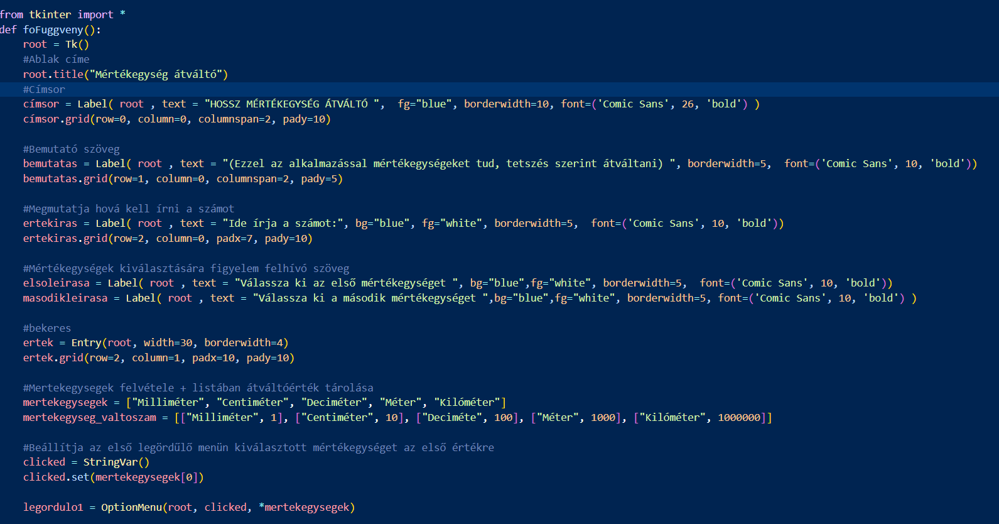 from tkinter import *
def foFuggveny():
    root = Tk()
    #Ablak címe
    root.title("Mértékegység átváltó")
    #Címsor
    címsor = Label( root , text = "HOSSZ MÉRTÉKEGYSÉG ÁTVÁLTÓ ",  fg="blue", borderwidth=10, font=('Comic Sans', 26, 'bold') )
    címsor.grid(row=0, column=0, columnspan=2, pady=10)
    #Bemutató szöveg
    bemutatas = Label( root , text = "(Ezzel az alkalmazással mértékegységeket tud, tetszés szerint átváltani) ", borderwidth=5,  font=('Comic Sans', 10, 'bold'))
    bemutatas.grid(row=1, column=0, columnspan=2, pady=5)
    #Megmutatja hová kell írni a számot
    ertekiras = Label( root , text = "Ide írja a számot:", bg="blue", fg="white", borderwidth=5,  font=('Comic Sans', 10, 'bold'))
    ertekiras.grid(row=2, column=0, padx=7, pady=10)
    #Mértékegységek kiválasztására figyelem felhívó szöveg
    elsoleirasa = Label( root , text = "Válassza ki az első mértékegységet ", bg="blue",fg="white", borderwidth=5,  font=('Comic Sans', 10, 'bold'))
    masodikleirasa = Label( root , text = "Válassza ki a második mértékegységet ",bg="blue",fg="white", borderwidth=5, font=('Comic Sans', 10, 'bold') )
    #bekeres
    ertek = Entry(root, width=30, borderwidth=4)
    ertek.grid(row=2, column=1, padx=10, pady=10)
    #Mertekegysegek felvétele + listában átváltóérték tárolása
    mertekegysegek = ["Milliméter", "Centiméter", "Deciméter", "Méter", "Kilóméter"]
    mertekegyseg_valtoszam = [["Milliméter", 1], ["Centiméter", 10], ["Deciméte", 100], ["Méter", 1000], ["Kilóméter", 1000000]]
    #Beállítja az első legördűlő menün kiválasztott mértékegységet az első értékre
    clicked = StringVar()
    clicked.set(mertekegysegek[0])
    legordulo1 = OptionMenu(root, clicked, *mertekegysegek)